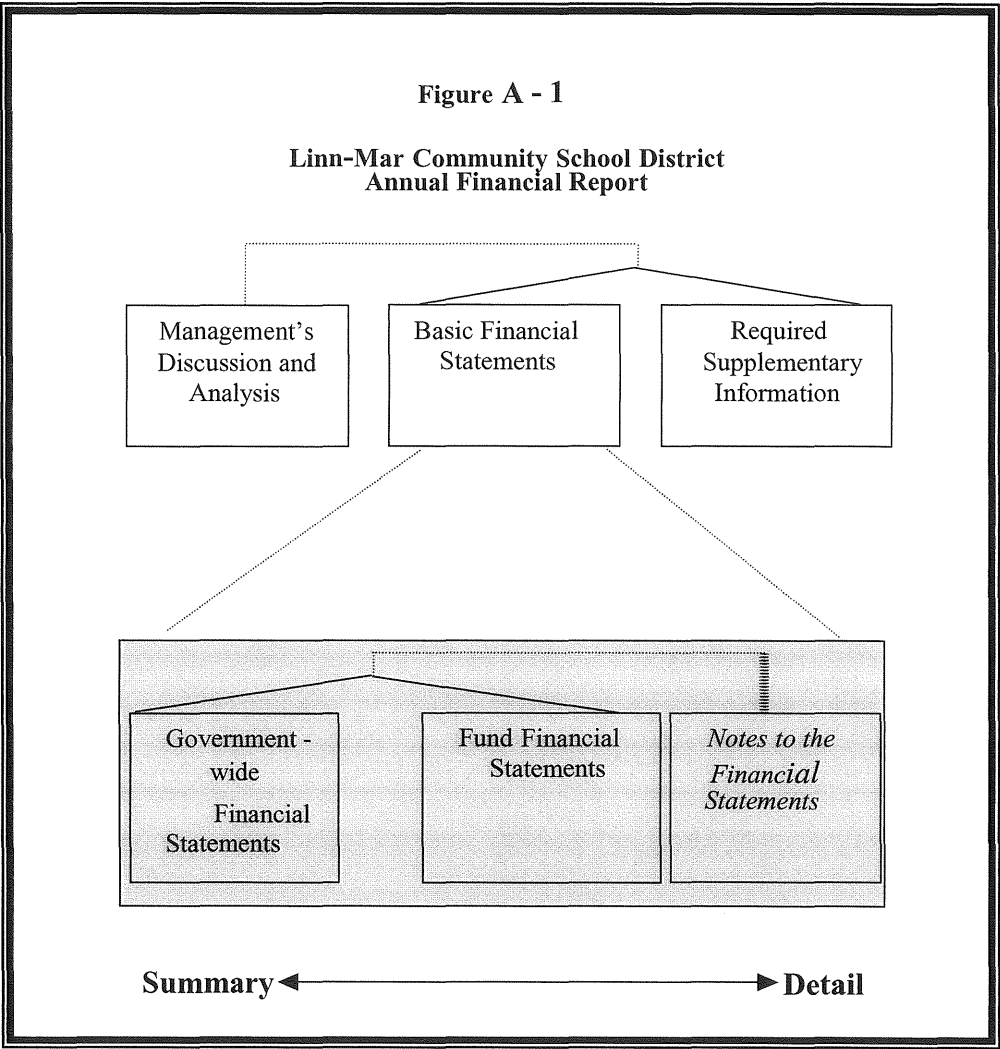 Figure A - 1
Linn-Mar Community School District
Annual Financial Report
Management's
Discussion and
Analysis
Basic Financial
Statements
Required
Supplementary
Information
Government -
wide
Financial
Statements
Fund Financial
Statements
Notes to the
Financial
Statements
Summary
Detail